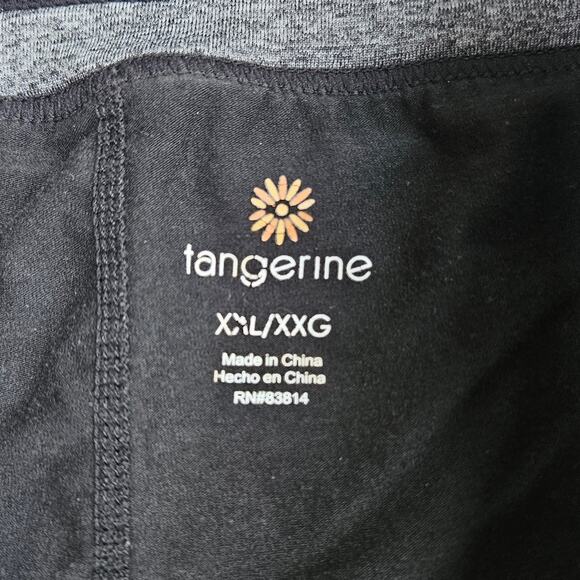 tangerine
XXL/XXG
Made in China
Hecho en China
RN#83814